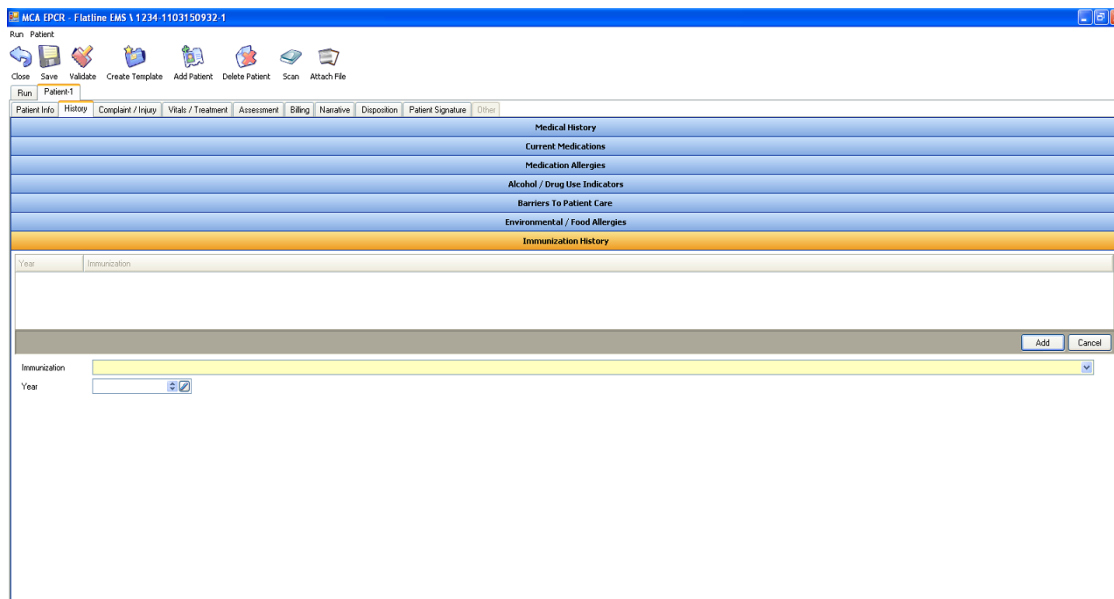 MCA EPCR - Flatline EMS \ 1234-1103150932-1
Run Patient
Close Save Validate Create Template Add Patient Delete Patient Scan Attach File
Run Patient-1
Patient Info History Complaint / Injury Vitals / Treatment Assessment Billing Narrative Disposition Patient Signature Other
Medical History
Current Medications
Medication Allergies
Alcohol / Drug Use Indicators
Barriers To Patient Care
Environmental / Food Allergies
Immunization History
Year Immunization
Add Cancel
Immunization
Year